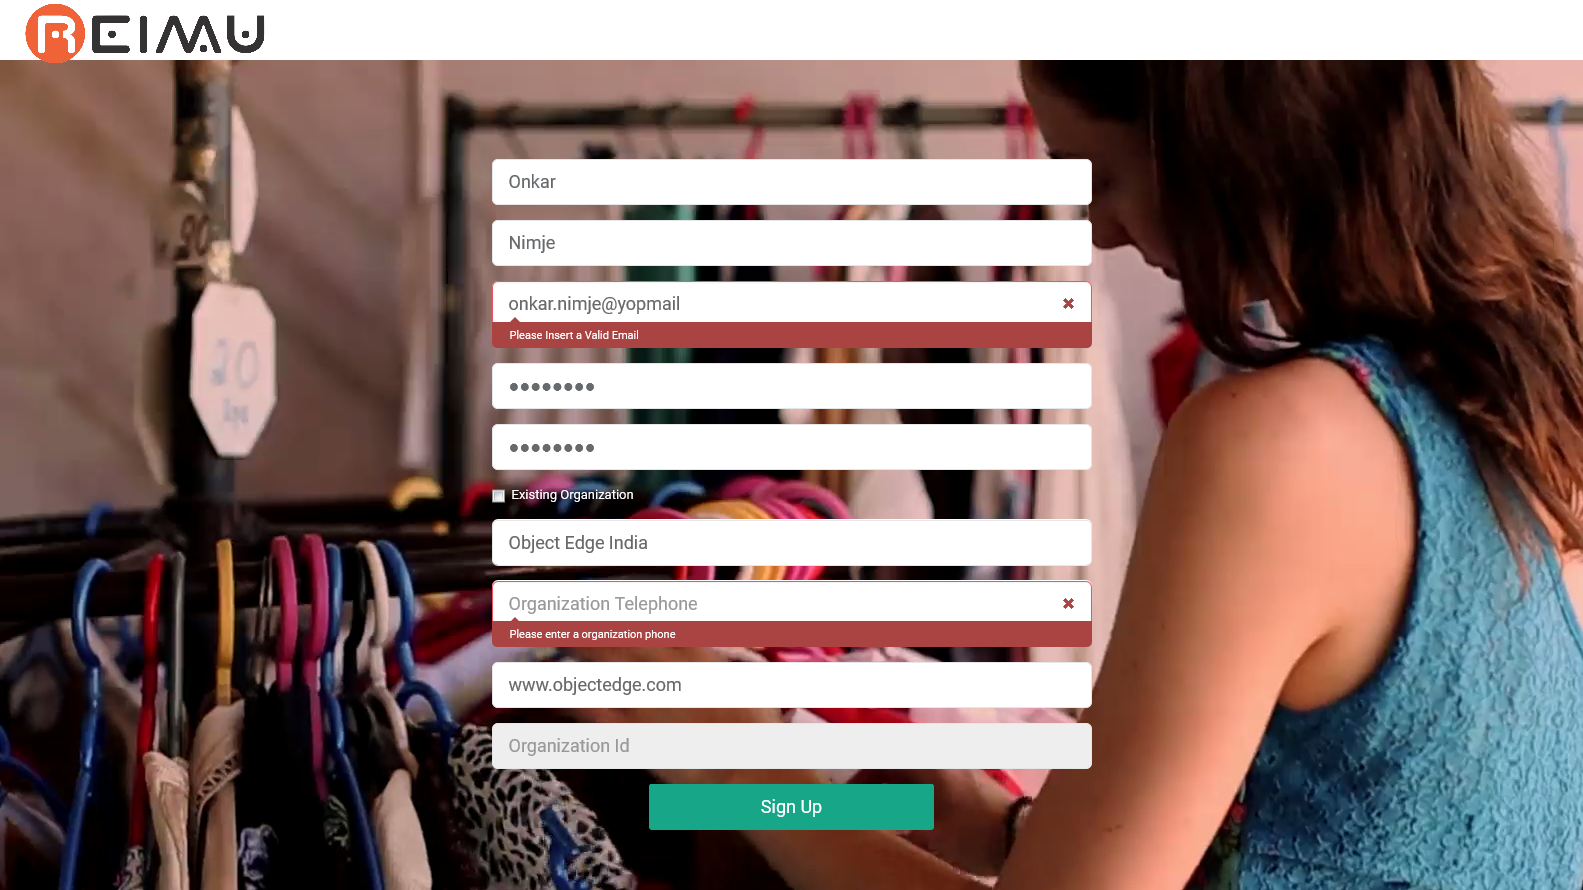 REIMU
Onkar
Nimje
onkar.nimje@yopmail
Please Insert a Valid Email
Existing Organization
Object Edge India
Organization Telephone
Please enter a organization phone
www.objectedge.com
Organization Id
Sign Up
20